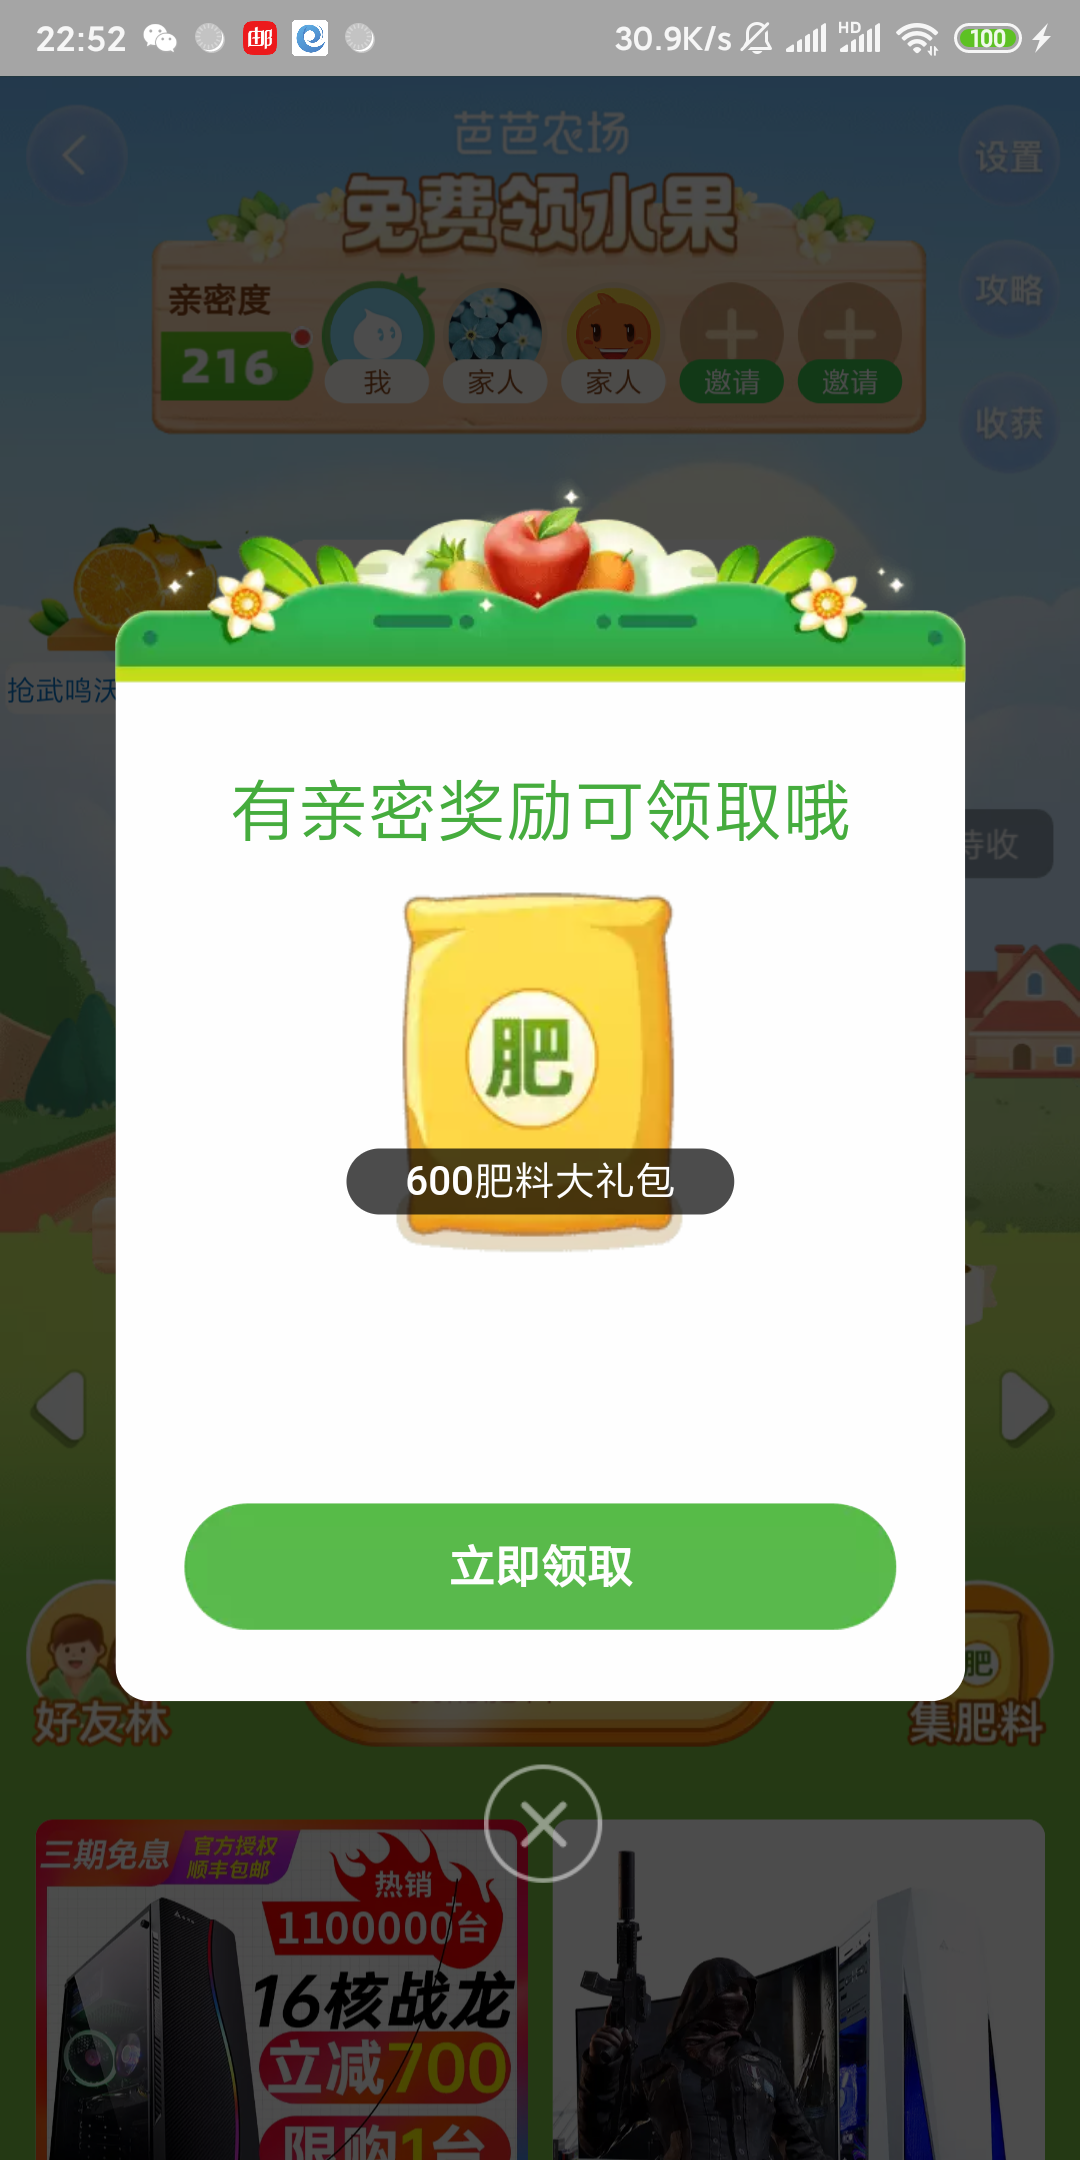 22:52
邮
30.9K/s
HD
100
芭芭农场
设置
免费领水果
亲密度
216
我
家人
家人
邀请
邀请
攻略
收获
抢武鸣沃
待收
有亲密奖励可领取哦
肥
600肥料大礼包
立即领取
好友林
肥
集肥料
三期免息
官方授权
顺丰包邮
热销
1100000台
16核战龙
立减700
限购1台